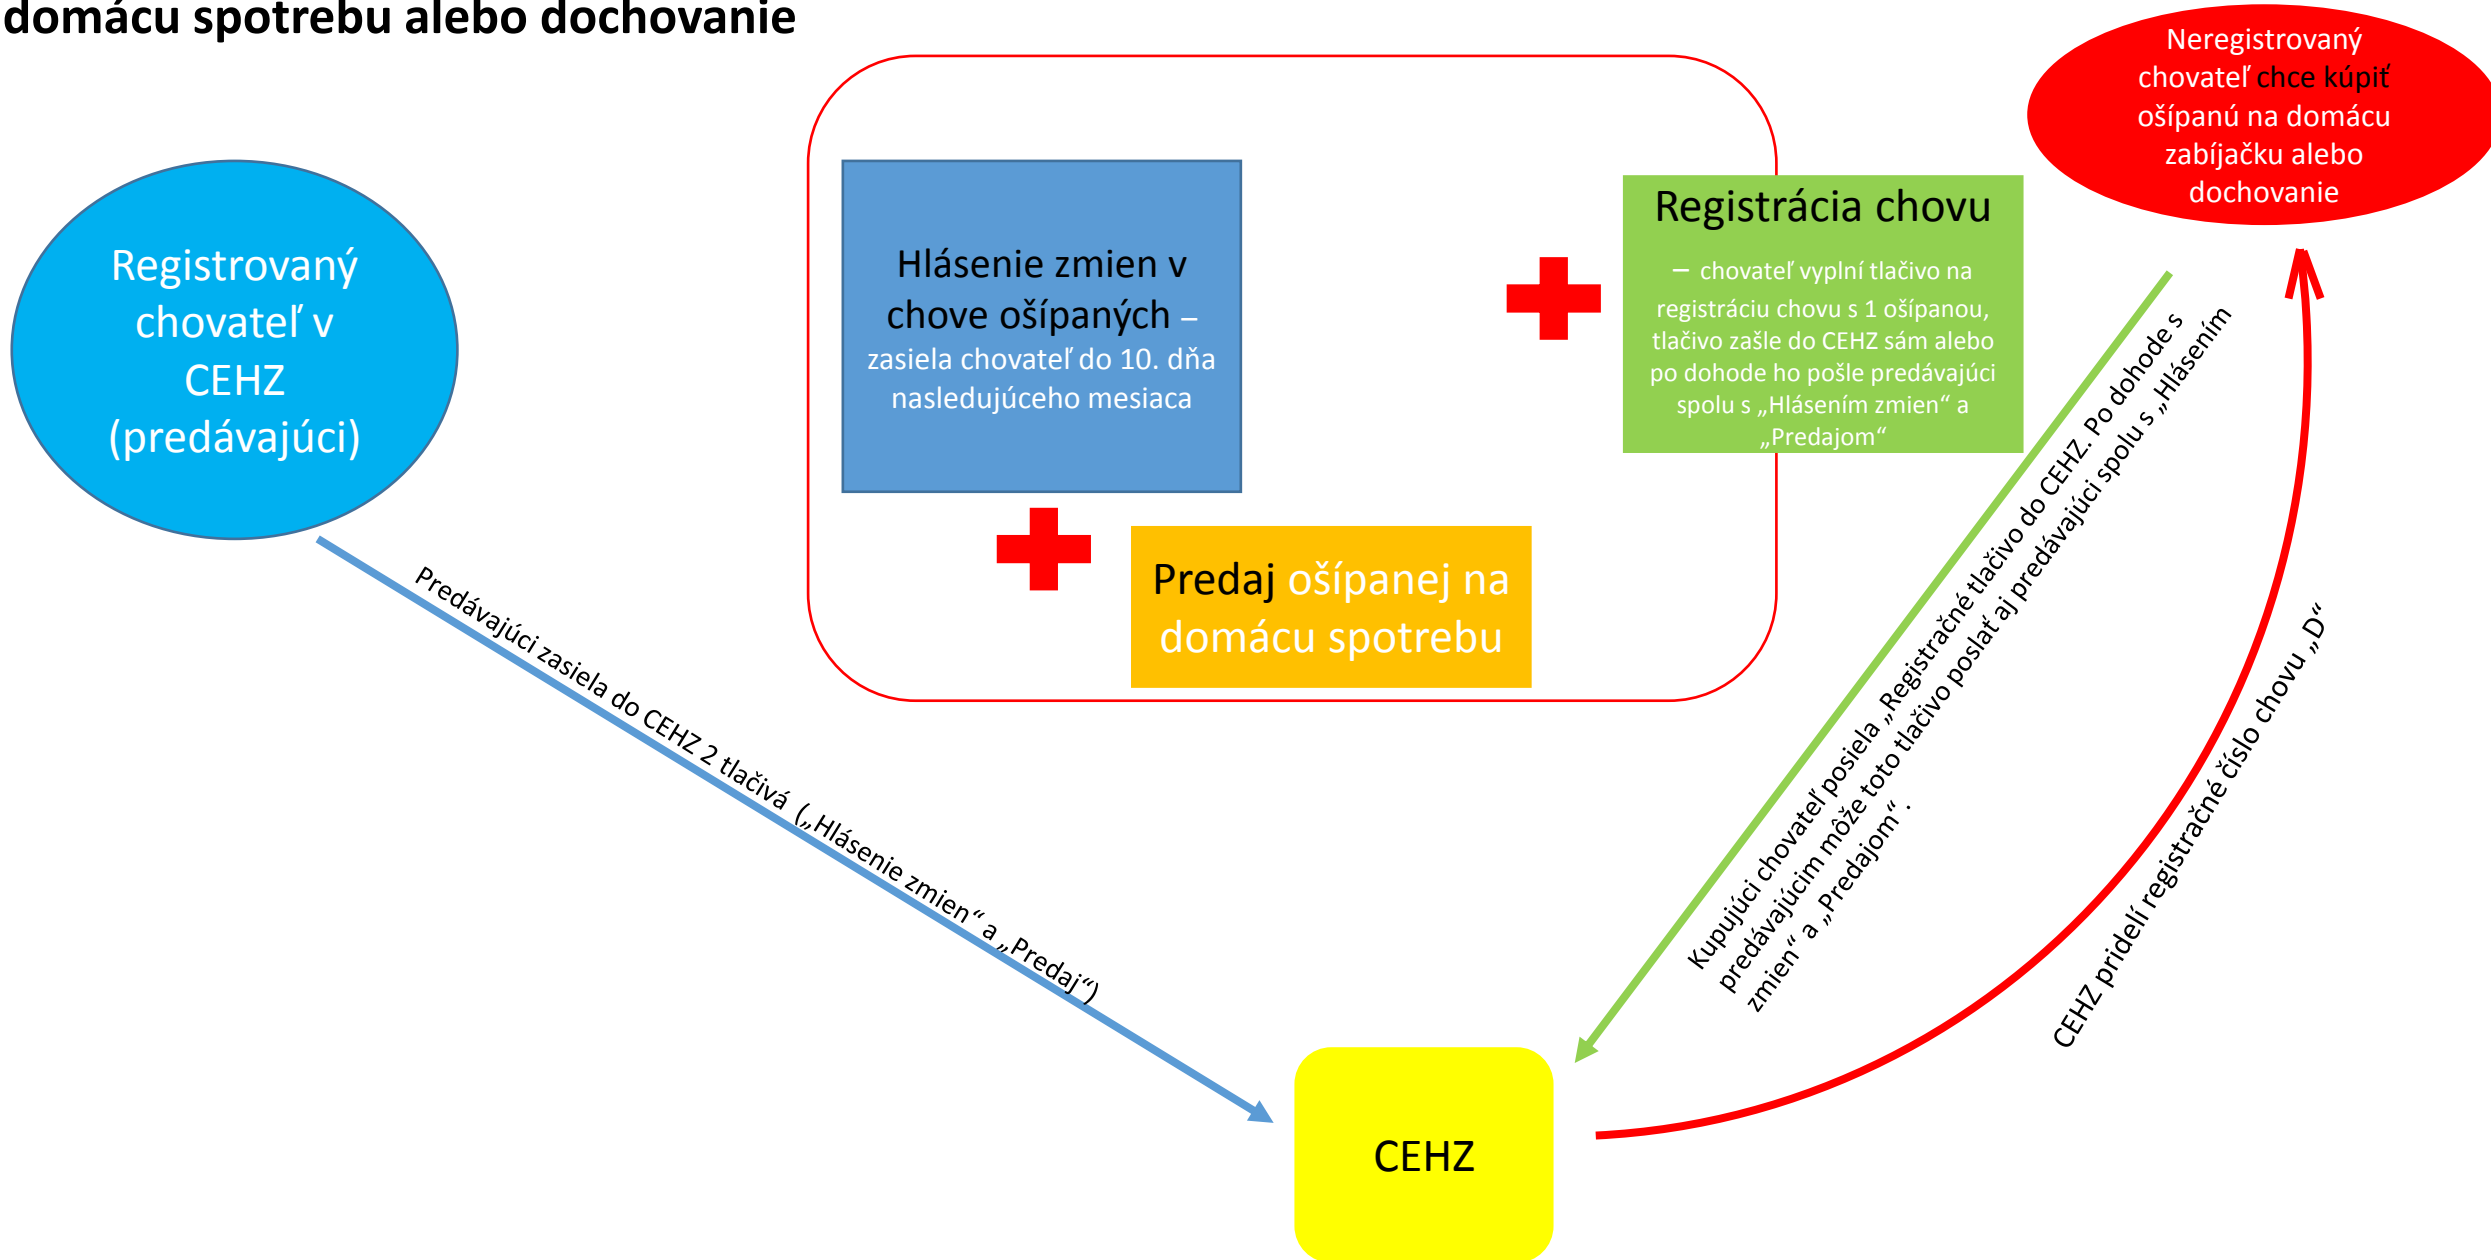 domácu spotrebu alebo dochovanie
Neregistrovaný
chovateľ chce kúpiť
ošípanú na domácu
zabíjačku alebo
dochovanie
Registrovaný
chovateľ v
CEHZ
(predávajúci)
Hlásenie zmien v
chove ošípaných –
zasiela chovateľ do 10. dňa
nasledujúceho mesiaca
Registrácia chovu
– chovateľ vyplní tlačivo na
registráciu chovu s 1 ošípanou,
tlačivo zašle do CEHZ sám alebo
po dohode ho pošle predávajúci
spolu s „Hlásením zmien“ a
„Predajom“
Predaj ošípanej na
domácu spotrebu
Predávajúci zasiela do CEHZ 2 tlačivá („Hlásenie zmien“ a „Predaj“)
Kupujúci chovateľ posiela „Registračné tlačivo do CEHZ. Po dohode s
predávajúcim môže toto tlačivo poslať aj predávajúci spolu s „Hlásením
zmien“ a „Predajom“.
CEHZ pridelí registračné číslo chovu „D“
CEHZ